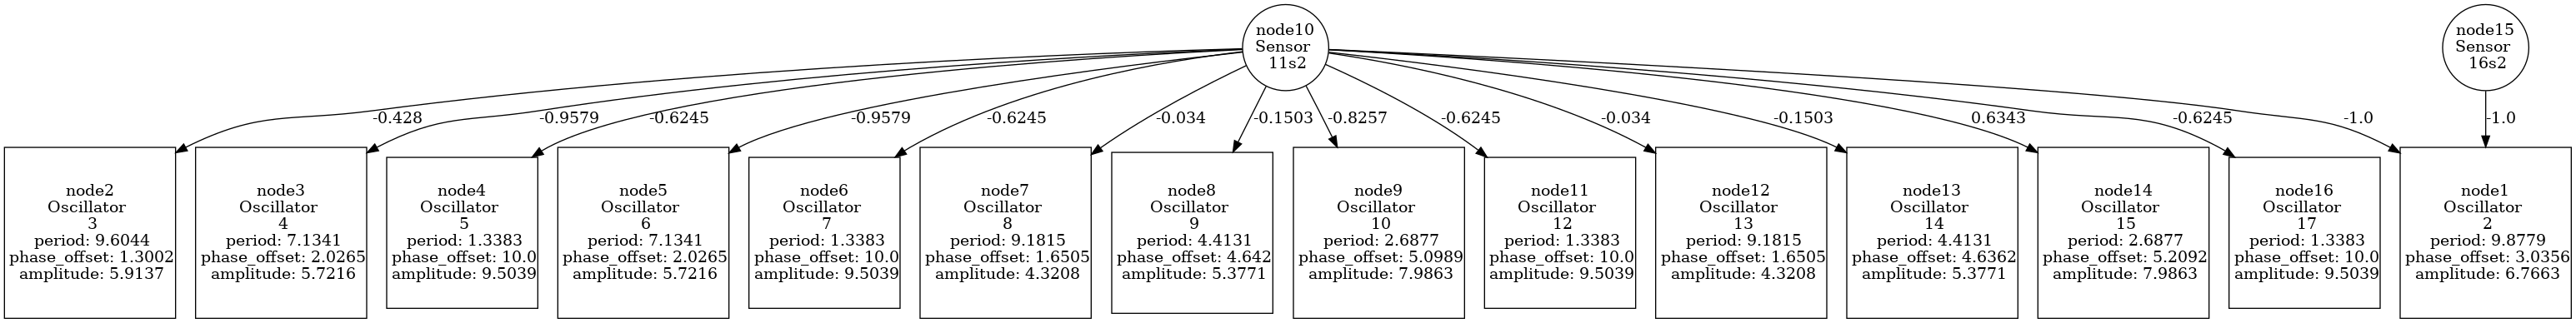 node10
Sensor
11s2
node15
Sensor
16s2
-0.428
-0.9579
-0.6245
-0.9579
-0.6245
-0.034
-0.1503
-0.8257
-0.6245
-0.034
-0.1503
0.6343
-0.6245
-1.0
-1.0
node2
Oscillator
3
period: 9.6044
phase_offset: 1.3002
amplitude: 5.9137
node3
Oscillator
4
period: 7.1341
phase_offset: 2.0265
amplitude: 5.7216
node4
Oscillator
5
period: 1.3383
phase_offset: 10.0
amplitude: 9.5039
node5
Oscillator
6
period: 7.1341
phase_offset: 2.0265
amplitude: 5.7216
node6
Oscillator
7
period: 1.3383
phase_offset: 10.0
amplitude: 9.5039
node7
Oscillator
8
period: 9.1815
phase_offset: 1.6505
amplitude: 4.3208
node8
Oscillator
9
period: 4.4131
phase_offset: 4.642
amplitude: 5.3771
node9
Oscillator
10
period: 2.6877
phase_offset: 5.0989
amplitude: 7.9863
node11
Oscillator
12
period: 1.3383
phase_offset: 10.0
amplitude: 9.5039
node12
Oscillator
13
period: 9.1815
phase_offset: 1.6505
amplitude: 4.3208
node13
Oscillator
14
period: 4.4131
phase_offset: 4.6362
amplitude: 5.3771
node14
Oscillator
15
period: 2.6877
phase_offset: 5.2092
amplitude: 7.9863
node16
Oscillator
17
period: 1.3383
phase_offset: 10.0
amplitude: 9.5039
node1
Oscillator
2
period: 9.8779
phase_offset: 3.0356
amplitude: 6.7663